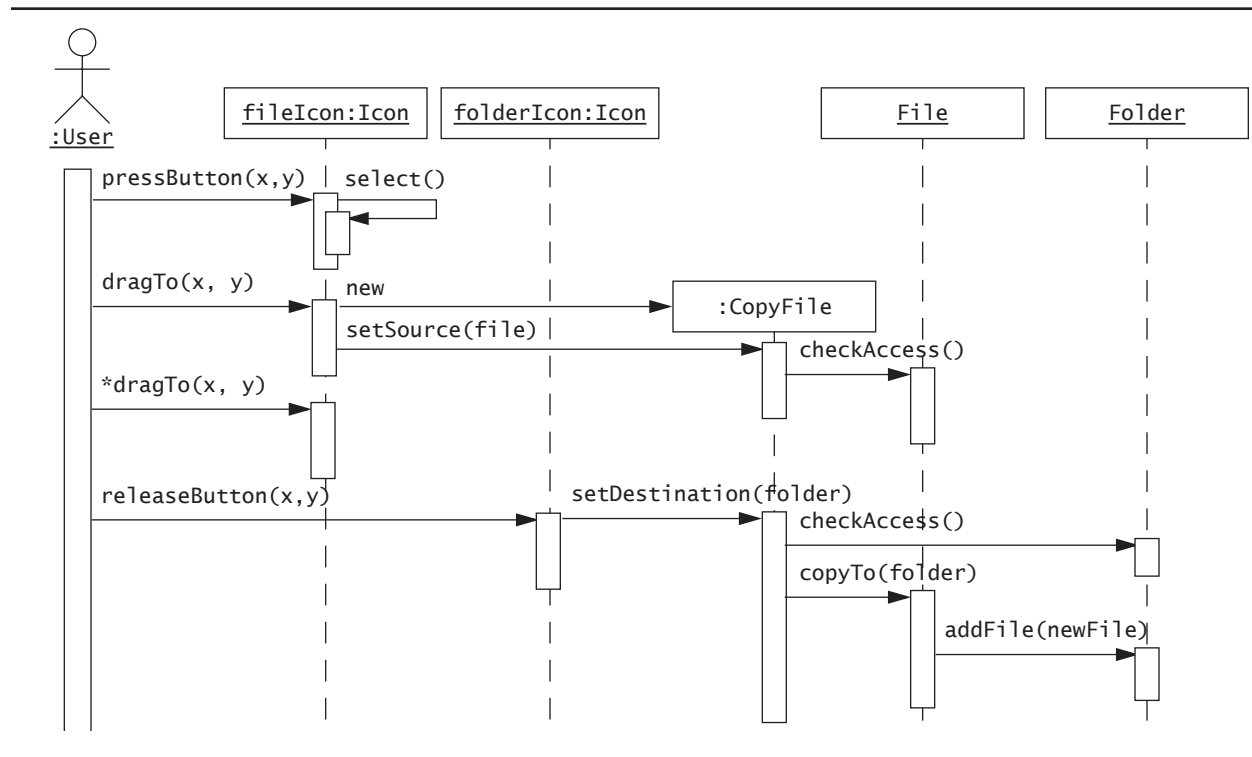 :User
fileIcon:Icon
folderIcon:Icon
File
Folder
pressButton(x,y)
select()
dragTo(x, y)
new
:CopyFile
setSource(file)
checkAccess()
*dragTo(x, y)
releaseButton(x,y)
setDestination(folder)
checkAccess()
copyTo(folder)
addFile(newFile)